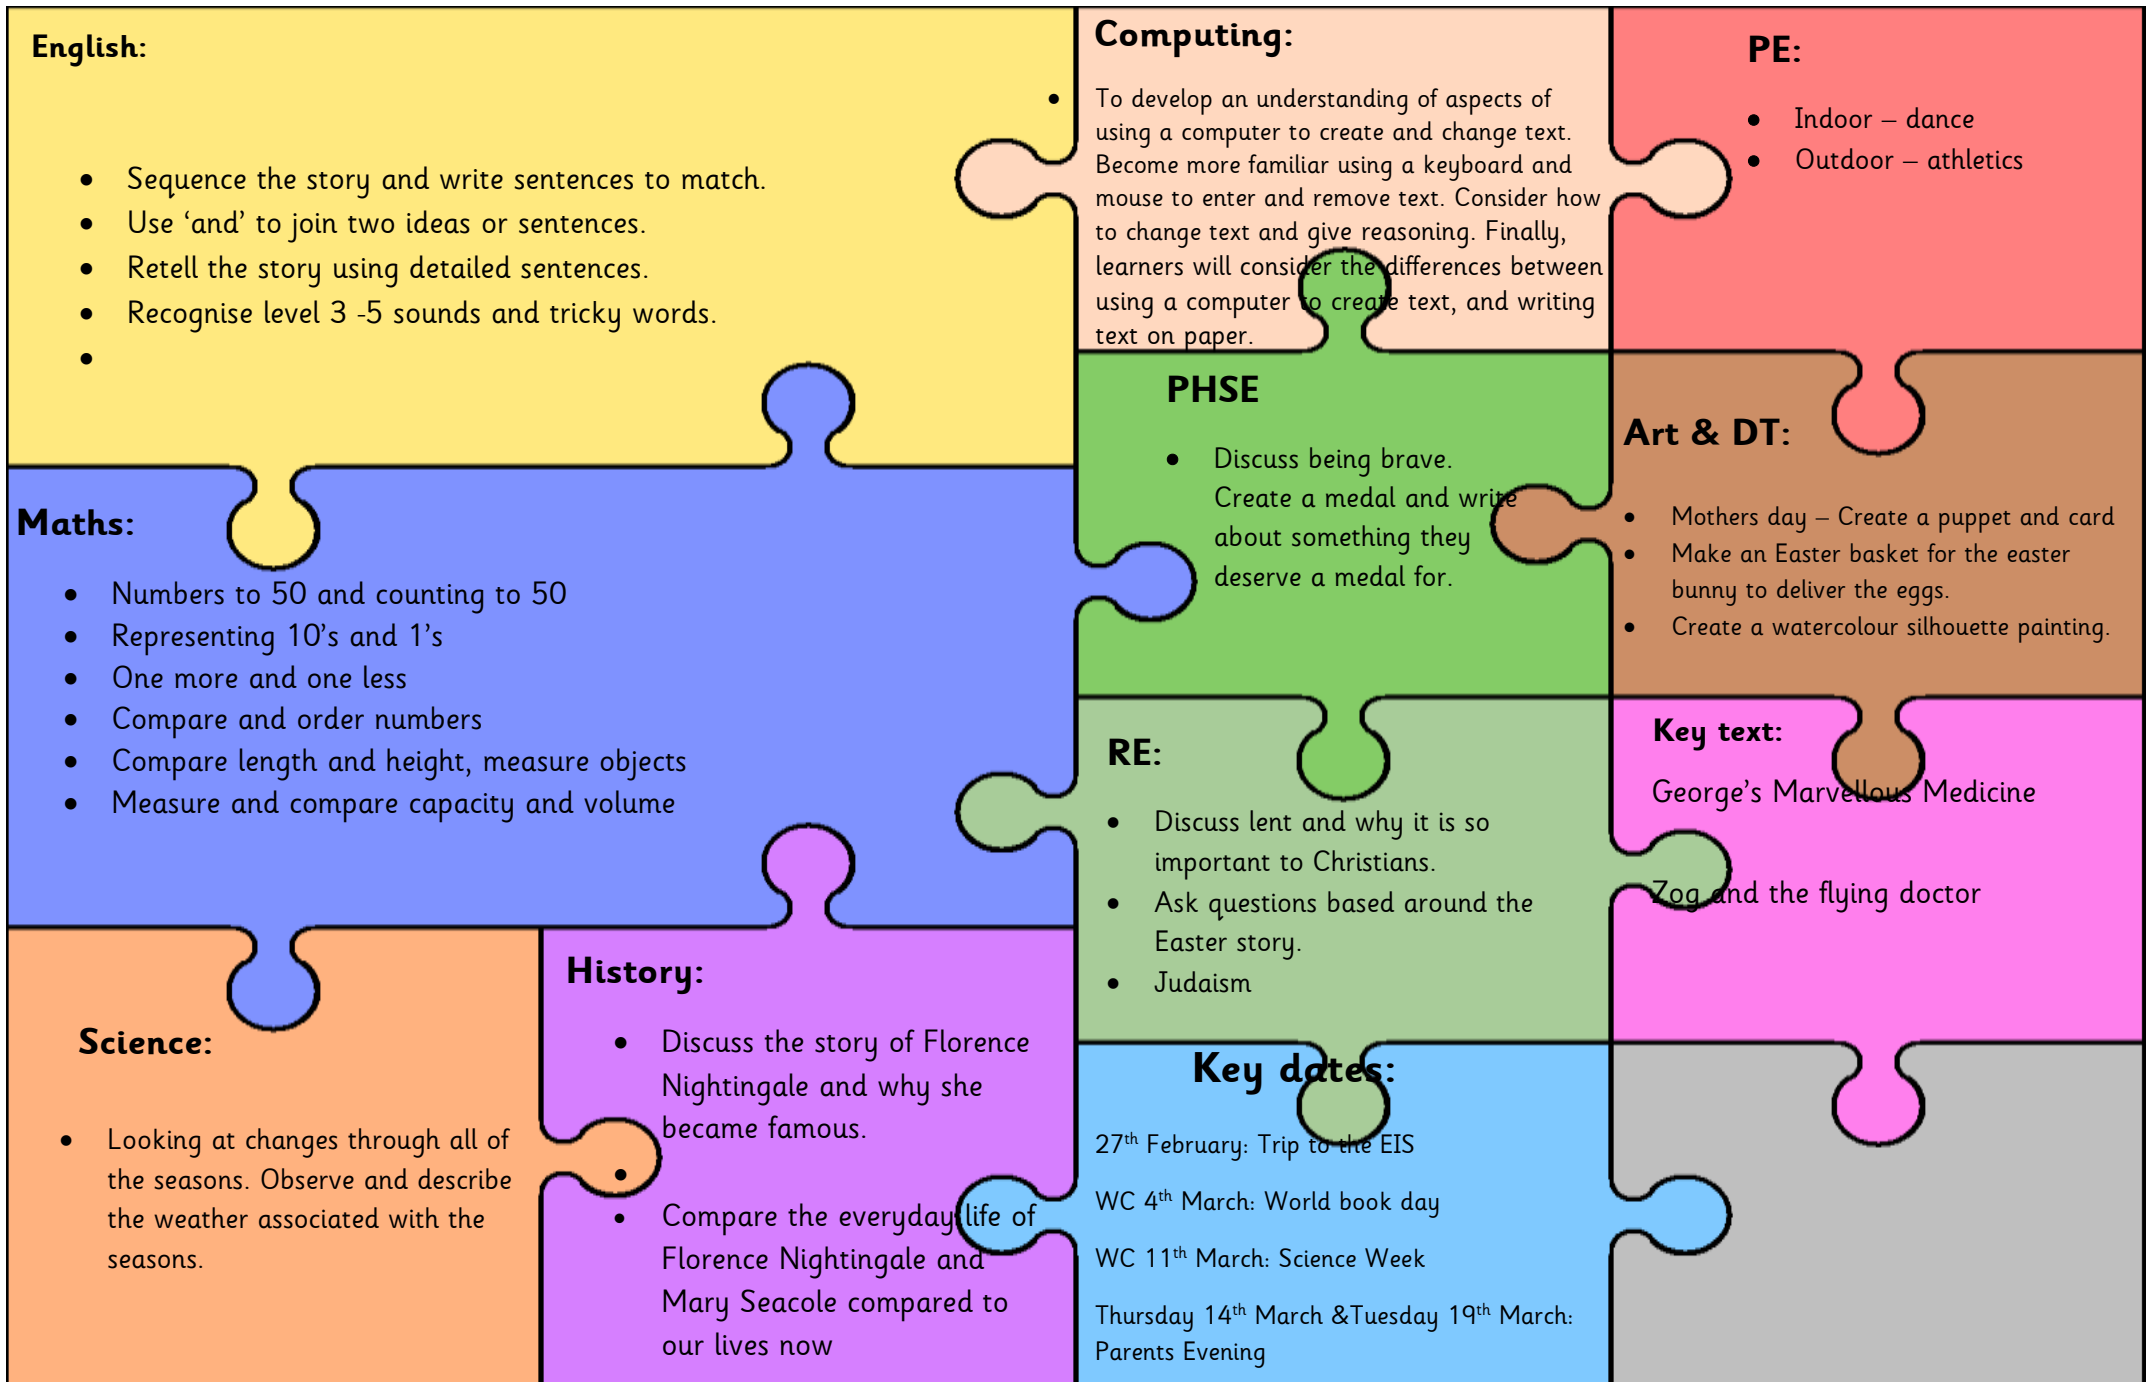 English:
• Sequence the story and write sentences to match.
• Use ‘and’ to join two ideas or sentences.
• Retell the story using detailed sentences.
• Recognise level 3 -5 sounds and tricky words.
•
Computing:
• To develop an understanding of aspects of
using a computer to create and change text.
Become more familiar using a keyboard and
mouse to enter and remove text. Consider how
to change text and give reasoning. Finally,
learners will consider the differences between
using a computer to create text, and writing
text on paper.
PE:
• Indoor – dance
• Outdoor – athletics
Maths:
• Numbers to 50 and counting to 50
• Representing 10’s and 1’s
• One more and one less
• Compare and order numbers
• Compare length and height, measure objects
• Measure and compare capacity and volume
PHSE
• Discuss being brave.
Create a medal and write
about something they
deserve a medal for.
Art & DT:
• Mothers day – Create a puppet and card
• Make an Easter basket for the easter
bunny to deliver the eggs.
• Create a watercolour silhouette painting.
RE:
• Discuss lent and why it is so
important to Christians.
• Ask questions based around the
Easter story.
• Judaism
Key text:
George’s Marvellous Medicine
Zog and the flying doctor
Science:
• Looking at changes through all of
the seasons. Observe and describe
the weather associated with the
seasons.
History:
• Discuss the story of Florence
Nightingale and why she
became famous.
•
• Compare the everyday life of
Florence Nightingale and
Mary Seacole compared to
our lives now
Key dates:
27th February: Trip to the EIS
WC 4th March: World book day
WC 11th March: Science Week
Thursday 14th March &Tuesday 19th March:
Parents Evening